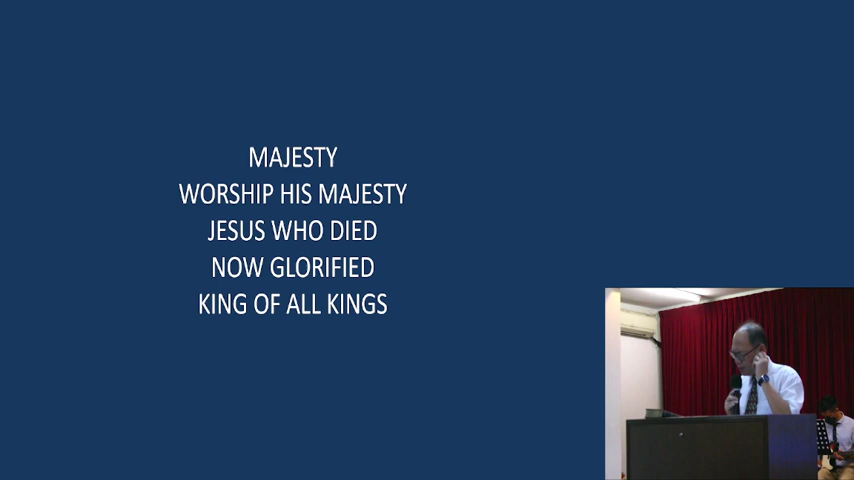 MAJESTY
WORSHIP HIS MAJESTY
JESUS WHO DIED
NOW GLORIFIED
KING OF ALL KINGS